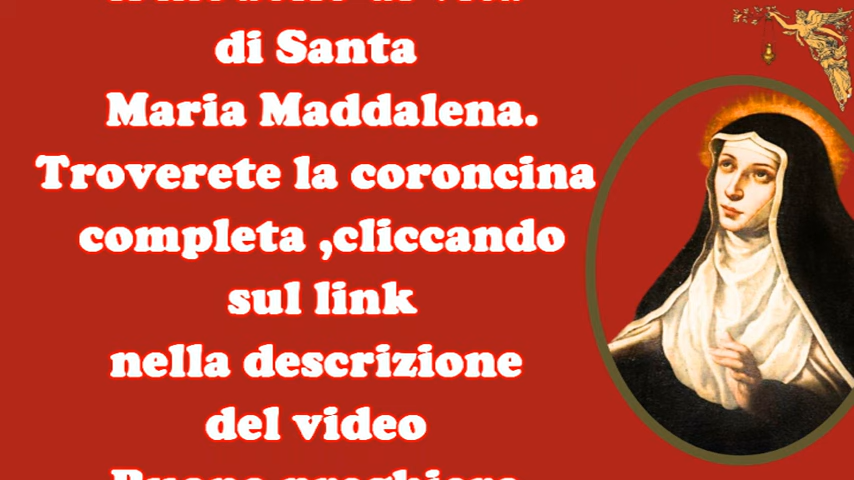 di Santa
Maria Maddalena.
Troverete la coroncina
completa ,cliccando
sul link
nella descrizione
del video